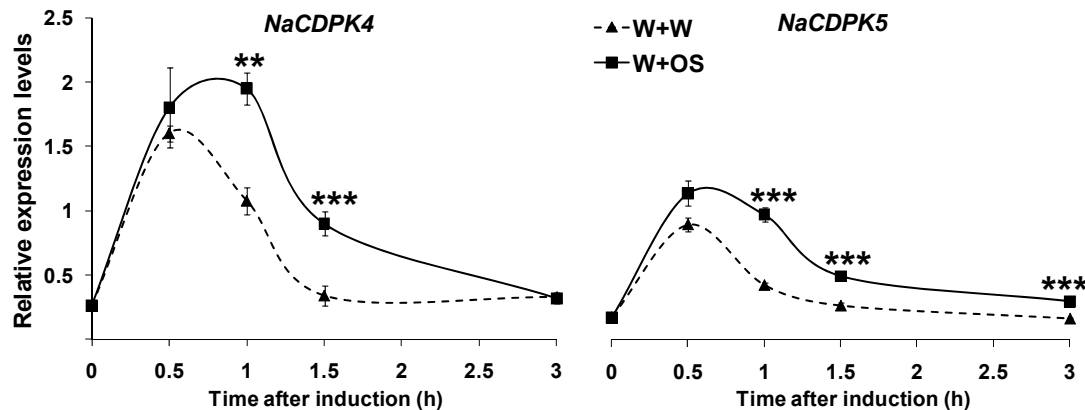 NaCDPK4
NaCDPK5
W+W
W+OS
Relative expression levels
2.5
2
1.5
1
0.5
**
***
***
***
***
0 0.5 1 1.5 2 2.5 3
0 0.5 1 1.5 2 2.5 3
Time after induction (h)
Time after induction (h)